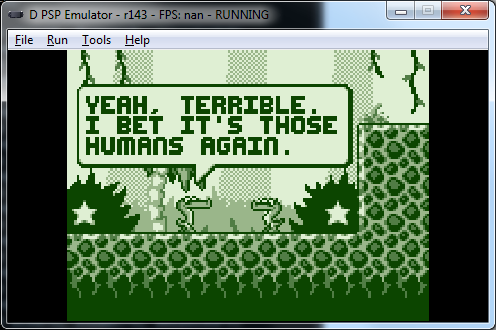 D PSP Emulator - r143 - FPS: nan - RUNNING
File Run Tools Help
YEAH, TERRIBLE.
I BET IT'S THOSE
HUMANS AGAIN.